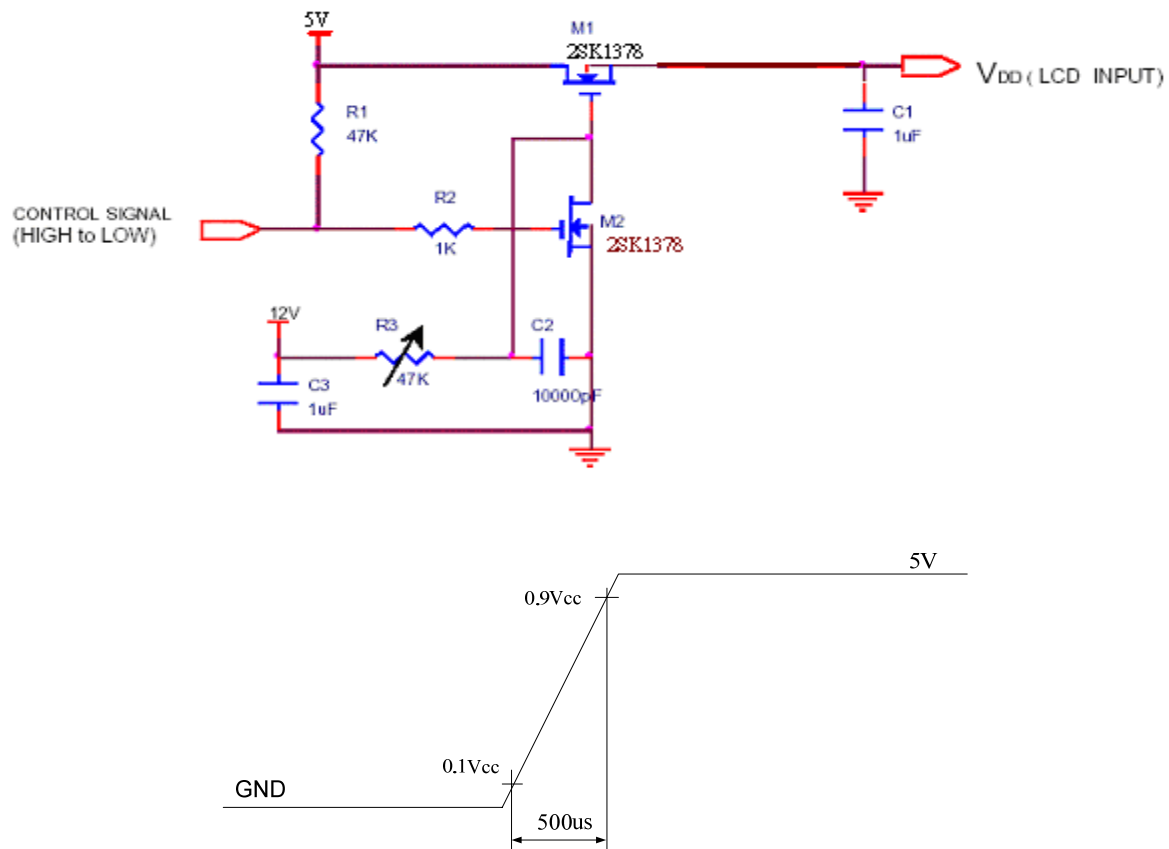 5V
M1
2SK1378
VDD ( LCD INPUT)
R1
47K
C1
1uF
CONTROL SIGNAL
(HIGH to LOW)
R2
1K
M2
2SK1378
12V
R3
47K
C2
10000pF
C3
1uF
5V
0.9Vcc
0.1Vcc
GND
500us